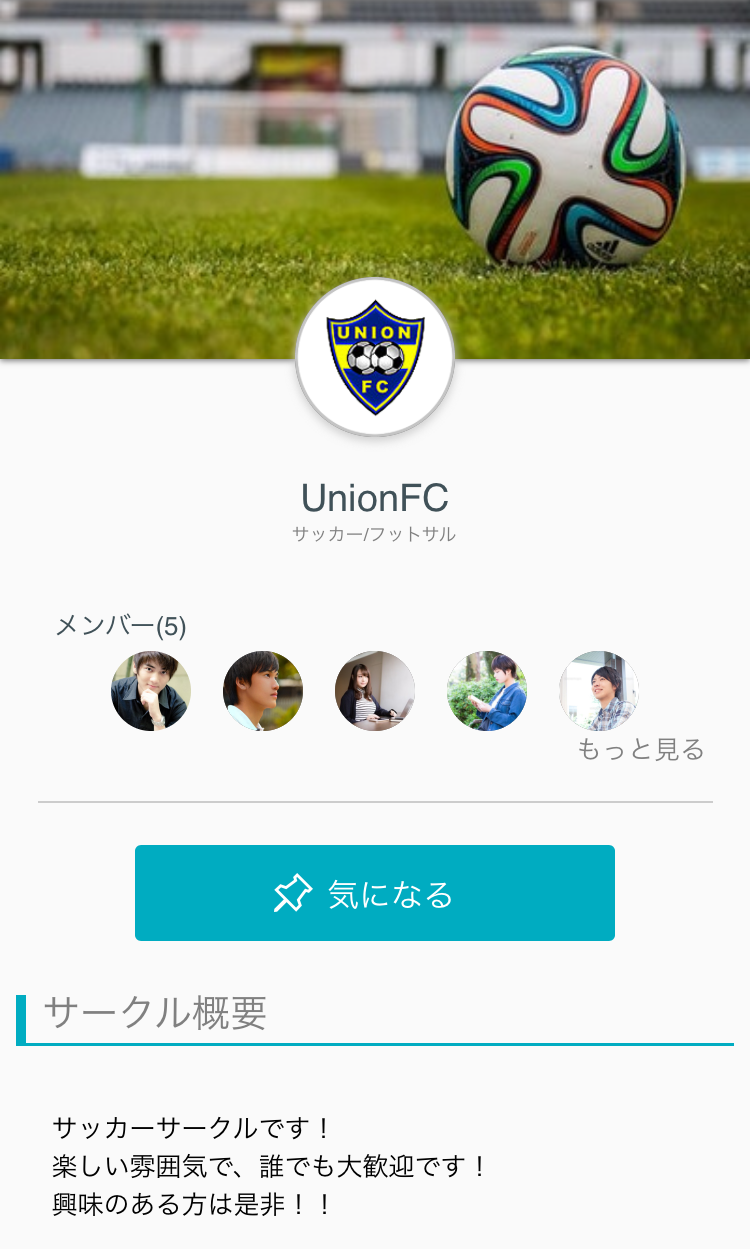 UNION
FC
UnionFC
サッカー/フットサル
メンバー(5)
もっと見る
気になる
サークル概要
サッカーサークルです！
楽しい雰囲気で、誰でも大歓迎です！
興味のある方は是非！！